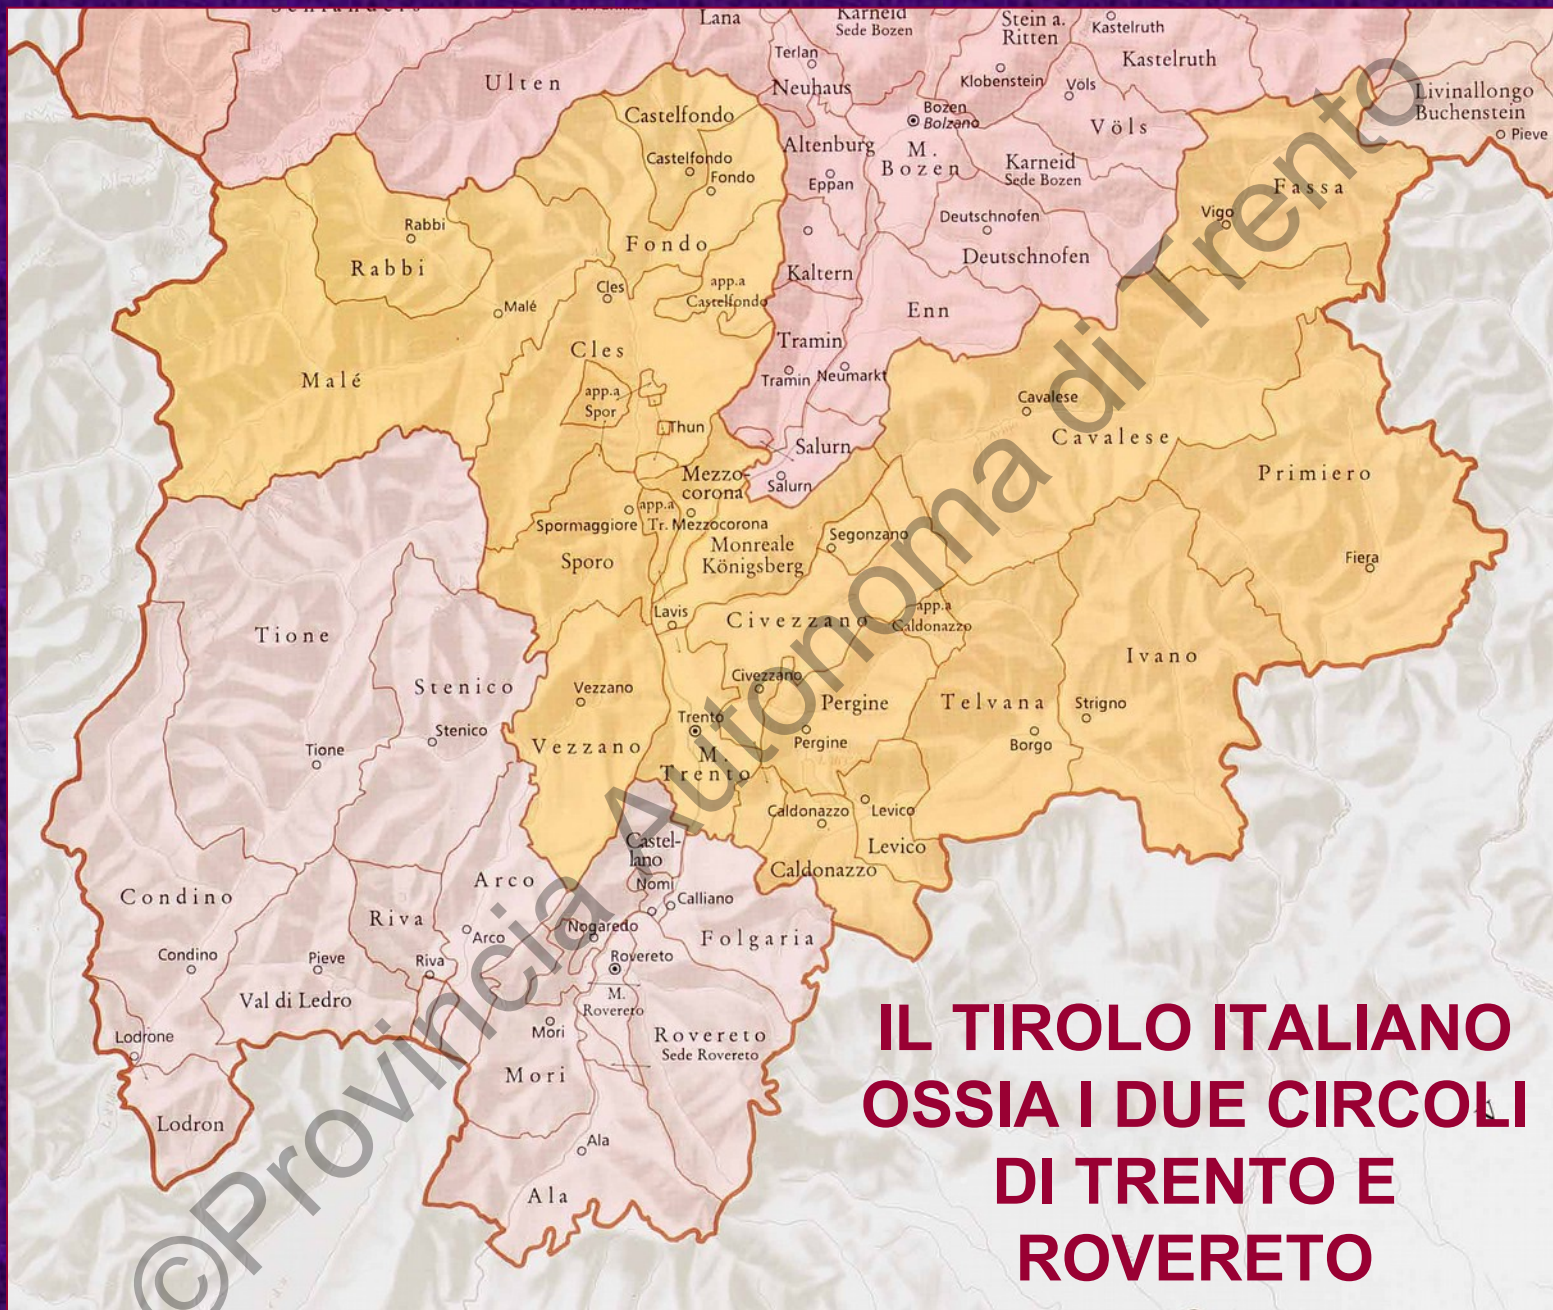 Lana
Karneid
Sede Bozen
Stein a.
Ritten
Kastelruth
Kastelruth
Terlan
Neuhaus
Klobenstein
Völs
Völs
Livinallongo
Buchenstein
Pieve
Ulten
Castelfondo
Castelfondo
Fondo
Fondo
Bozen
Bolzano
M.
Bozen
Altenburg
Eppan
Karneid
Sede Bozen
Fassa
Vigo
Deutschnofen
Deutschnofen
Rabbi
Rabbi
Kaltern
Cles
app.a
Castelfondo
Malé
Enn
Cles
Tramin
Malé
Tramin
Neumarkt
app.a
Spor
Cavalese
Cavalese
Thun
Salurn
Salurn
Mezzo-
corona
Primiero
app.a
Tr.
Mezzocorona
Spormaggiore
Sporo
Monreale
Königsberg
Segonzano
Fiera
Lavis
Civezzano
app.a
Caldonazzo
Tione
Ivano
Stenico
Stenico
Vezzano
Civezzano
Pergine
Telvana
Strigno
Trento
Pergine
Borgo
Tione
Vezzano
M.
Trento
Caldonazzo
Levico
Levico
Castel-
lano
Caldonazzo
Arco
Nomi
Calliano
Condino
Riva
Arco
Nogaredo
Folgaria
Condino
Pieve
Riva
Rovereto
Val di Ledro
M.
Rovereto
Lodrone
Mori
Rovereto
Sede Rovereto
Mori
Lodron
Ala
Ala
IL TIROLO ITALIANO
OSSIA I DUE CIRCOLI
DI TRENTO E
ROVERETO
©Provincia Autonoma di Trento